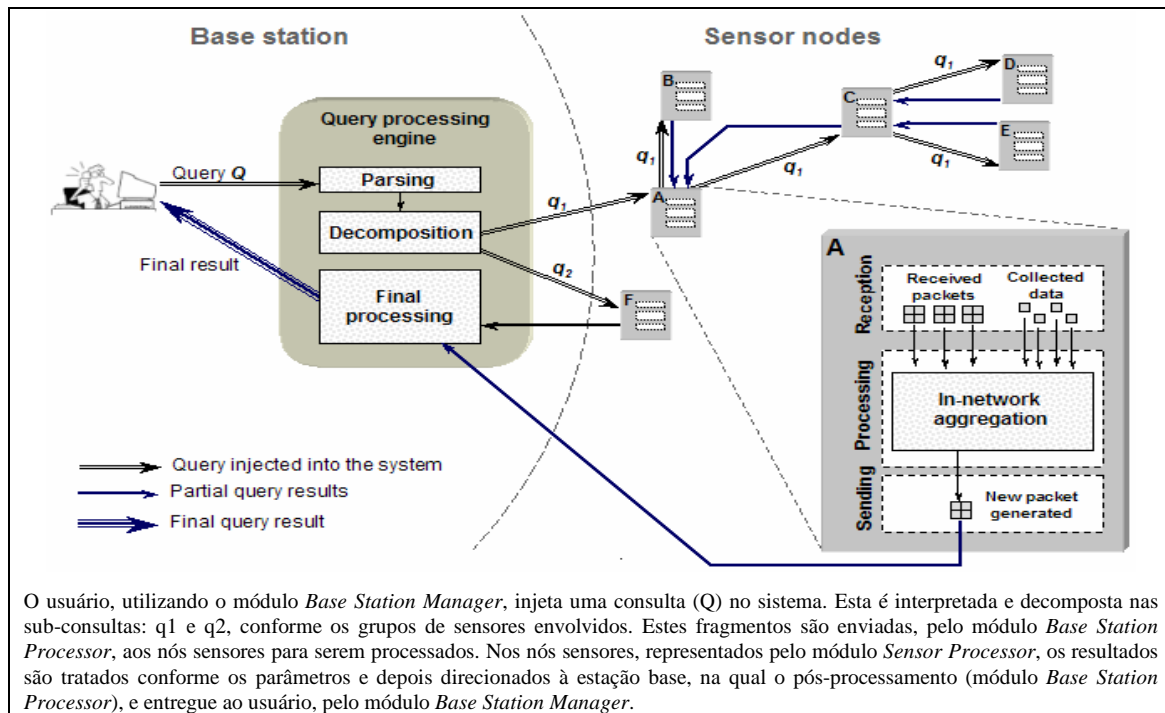 Base station
Sensor nodes
Query processing
engine
Query Q
Parsing
Decomposition
Final
processing
Final result
q1
q2
q1
q1
q1
q1
A
B
C
D
E
F
A
Reception
Received
packets
Collected
data
Processing
In-network
aggregation
Sending
New packet
generated
Query injected into the system
Partial query results
Final query result
O usuário, utilizando o módulo Base Station Manager, injeta uma consulta (Q) no sistema. Esta é interpretada e decomposta nas
sub-consultas: q1 e q2, conforme os grupos de sensores envolvidos. Estes fragmentos são enviadas, pelo módulo Base Station
Processor, aos nós sensores para serem processados. Nos nós sensores, representados pelo módulo Sensor Processor, os resultados
são tratados conforme os parâmetros e depois direcionados à estação base, na qual o pós-processamento (módulo Base Station
Processor), e entregue ao usuário, pelo módulo Base Station Manager.